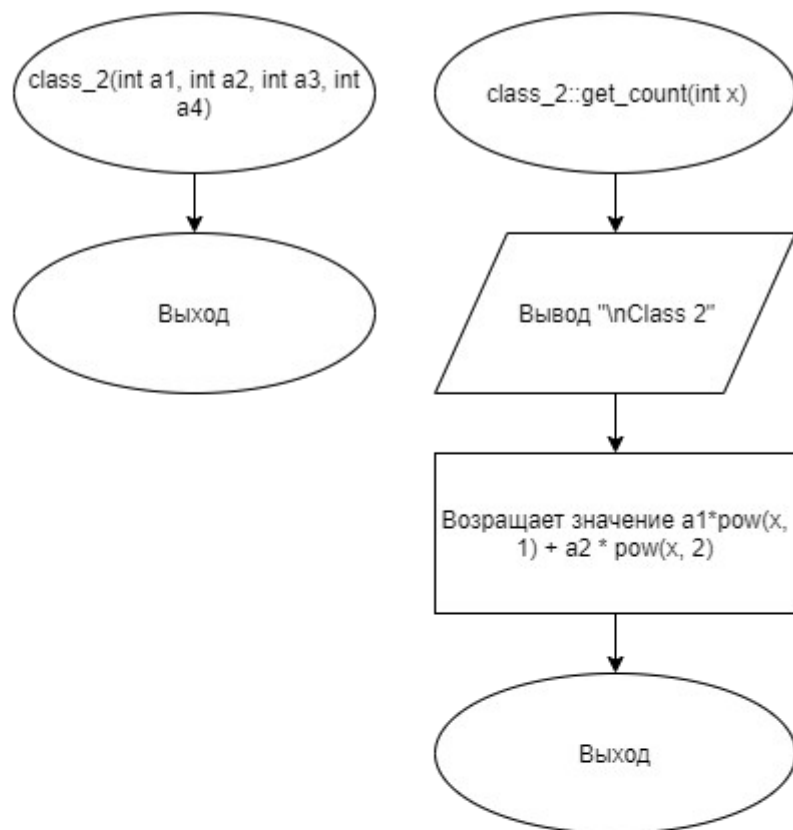 class_2(int a1, int a2, int a3, int
a4)
Выход
class_2::get_count(int x)
Вывод "\nClass 2"
Возращает значение a1*pow(x,
1) + a2 * pow(x, 2)
Выход